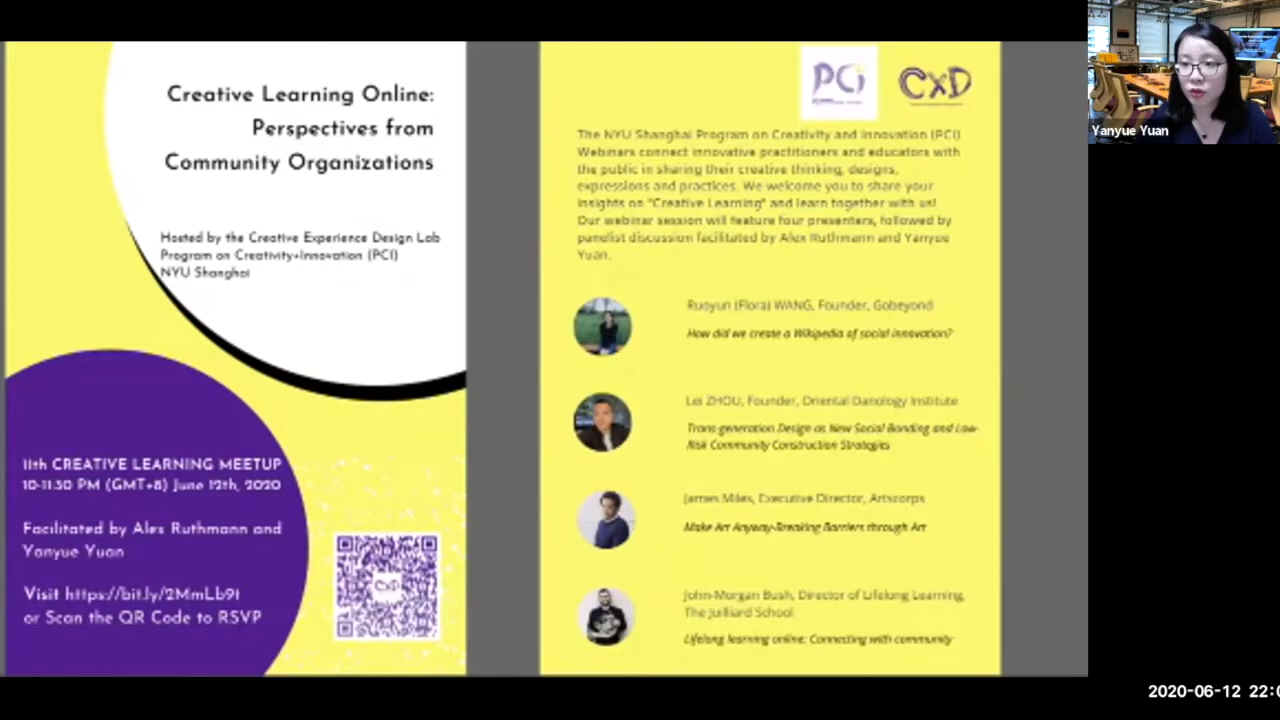 Creative Learning Online:
Perspectives from
Community Organizations
Hosted by the Creative Experience Design Lab
Program on Creativity+Innovation (PCI)
NYU Shanghai
11th CREATIVE LEARNING MEETUP
10-11:30 PM (GMT+8) June 12th, 2020
Facilitated by Alex Ruthmann and
Yanyue Yuan
Visit https://bit.ly/2MmLb91
or Scan the QR Code to RSVP
CxD
PCi
CxD
The NYU Shanghai Program on Creativity and Innovation (PCI)
Webinars connect innovative practitioners and educators with
the public in sharing their creative thinking, designs,
expressions and practices. We welcome you to share your
insights on "Creative Learning" and learn together with us!
Our webinar session will feature four presenters, followed by
panelist discussion facilitated by Alex Ruthmann and Yanyue
Yuan.
Ruoyun (Flora) WANG, Founder, Gobeyond
How did we create a Wikipedia of social innovation?
Lei ZHOU, Founder, Oriental Danology Institute
Trans-generation Design as New Social Bonding and Low-
Risk Community Construction Strategies
James Miles, Executive Director, Artscorps
Make Art Anyway-Breaking Barriers through Art
John-Morgan Bush, Director of Lifelong Learning,
The Juilliard School
Lifelong learning online: Connecting with community
Yanyue Yuan
2020-06-12 22:0